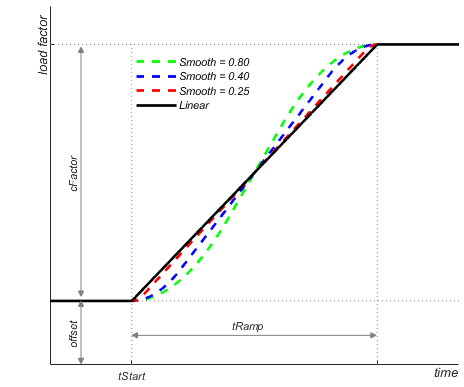 load factor
Smooth = 0.80
Smooth = 0.40
Smooth = 0.25
Linear
cFactor
offset
tRamp
tStart
time